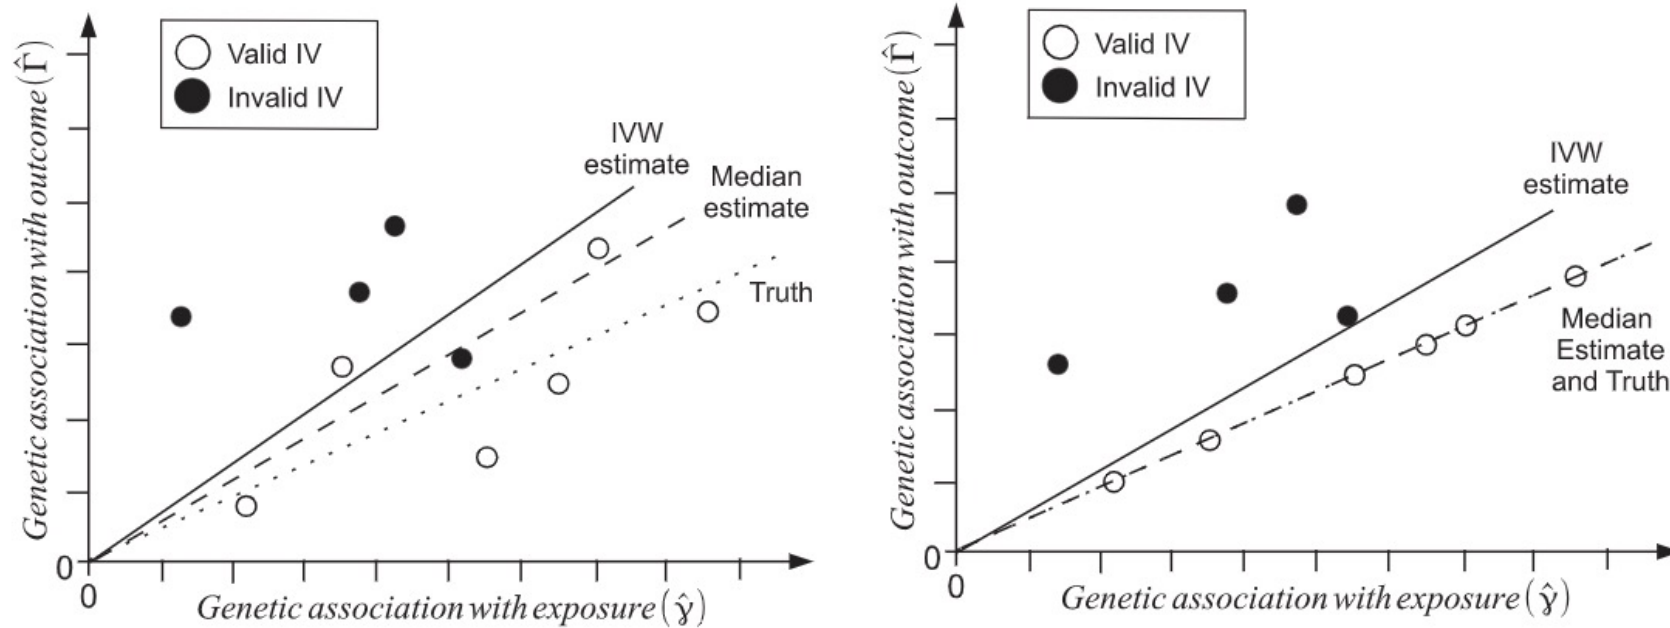 Genetic association with outcome (Γ̂)
Valid IV
Invalid IV
IVW
estimate
Median
estimate
Truth
0
0
Genetic association with exposure (γ̂)
Genetic association with outcome (Γ̂)
Valid IV
Invalid IV
IVW
estimate
Median
Estimate
and Truth
0
0
Genetic association with exposure (γ̂)